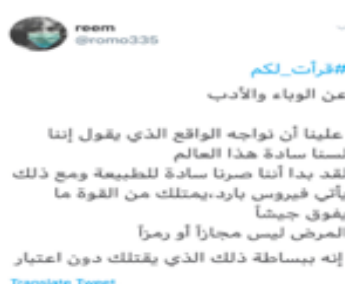 reem
@romo335
#قرأت_لكم
عن الوباء والأدب
علينا أن نواجه الواقع الذي يقول إننا
لسنا سادة هذا العالم
لقد بدا أننا صرنا سادة للطبيعة ومع ذلك
يأتي فيروس بارد،يمتلك من القوة ما
يفوق جيشاً
المرض ليس مجازاً أو رمزاً
إنه ببساطة ذلك الذي يقتلك دون اعتبار
Translate Tweet